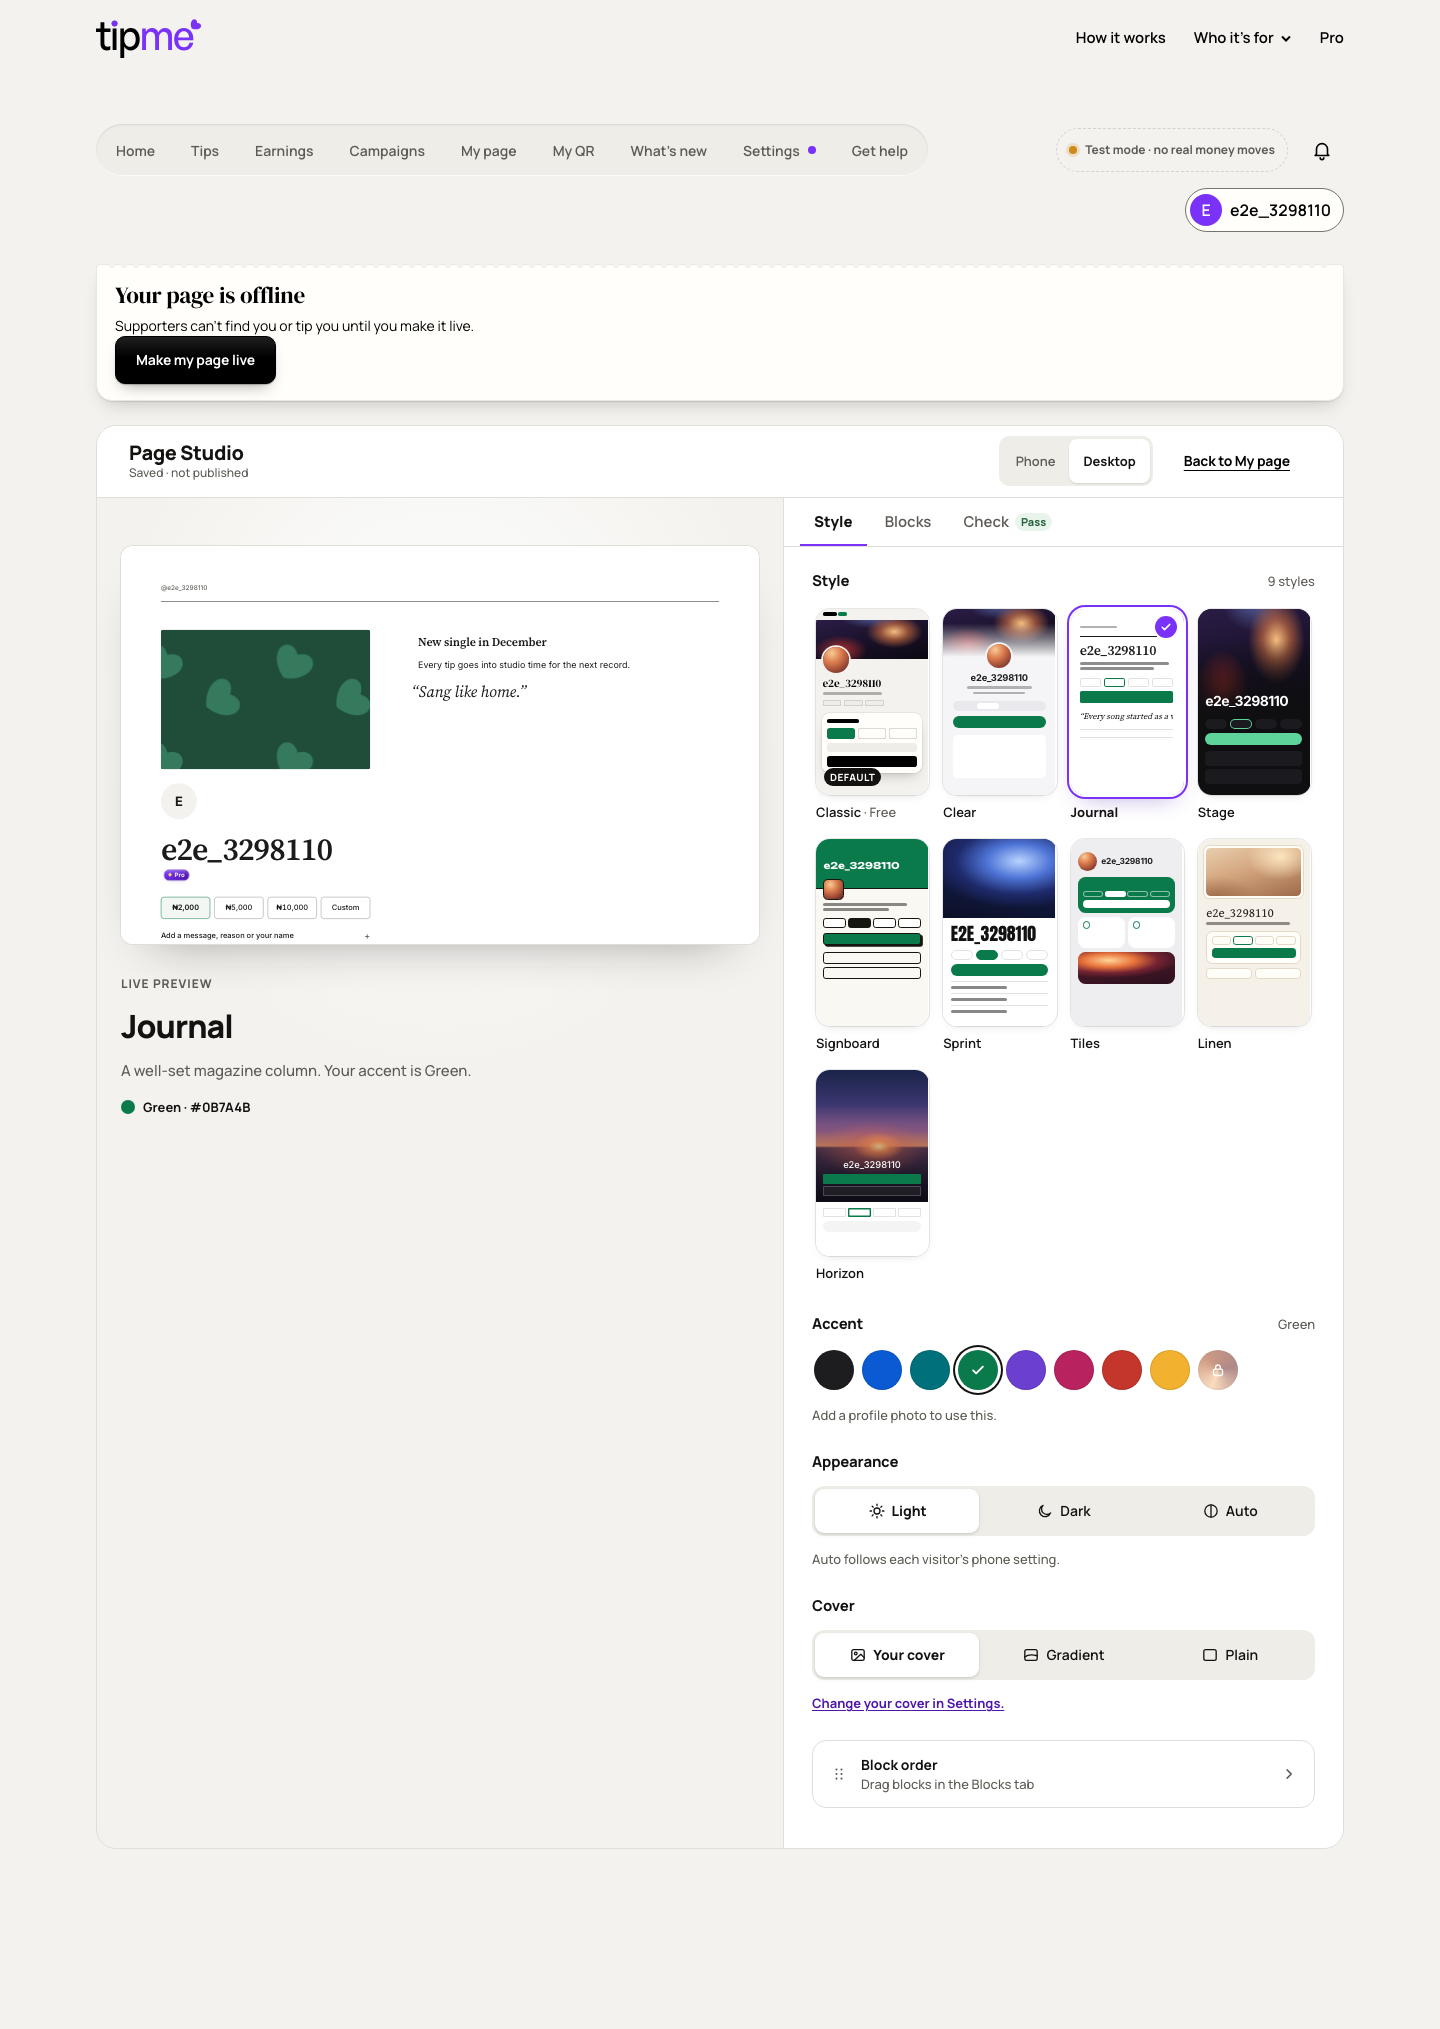 tipme
How it works Who it's for Pro
Home Tips Earnings Campaigns My page My QR What's new Settings Get help
Test mode · no real money moves
E e2e_3298110
Your page is offline
Supporters can't find you or tip you until you make it live.
Make my page live
Page Studio
Saved · not published
Phone Desktop Back to My page
Style Blocks Check Pass
@e2e_3298110
New single in December
Every tip goes into studio time for the next record.
“Sang like home.”
E
e2e_3298110
+ Pro
₦2,000 ₦5,000 ₦10,000 Custom
Add a message, reason or your name +
LIVE PREVIEW
Journal
A well-set magazine column. Your accent is Green.
Green · #0B7A4B
Style 9 styles
e2e_3298110
DEFAULT
Classic · Free
e2e_3298110
Clear
e2e_3298110
“Every song started as a v
Journal
e2e_3298110
Stage
e2e_3298110
Signboard
E2E_3298110
Sprint
e2e_3298110
Tiles
e2e_3298110
Linen
e2e_3298110
Horizon
Accent Green
Add a profile photo to use this.
Appearance
Light Dark Auto
Auto follows each visitor's phone setting.
Cover
Your cover Gradient Plain
Change your cover in Settings.
Block order
Drag blocks in the Blocks tab